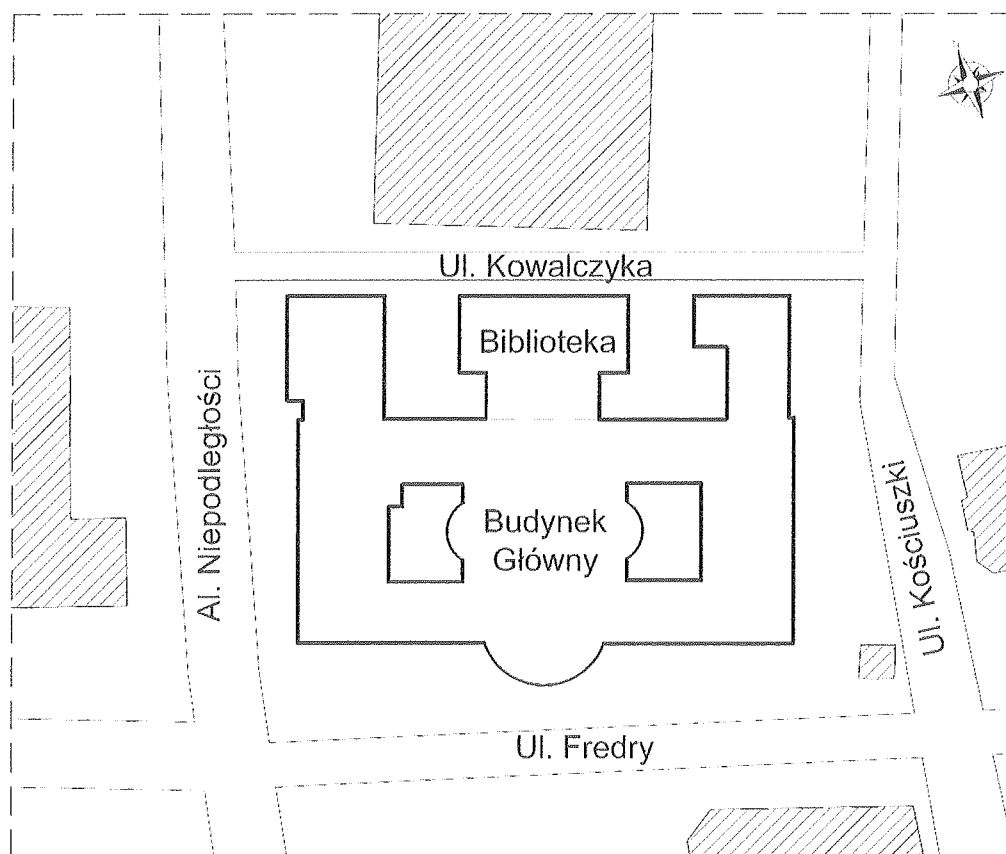 Ul. Kowalczyka
Biblioteka
Al. Niepodległości
Budynek
Główny
Ul. Kościuszki
Ul. Fredry